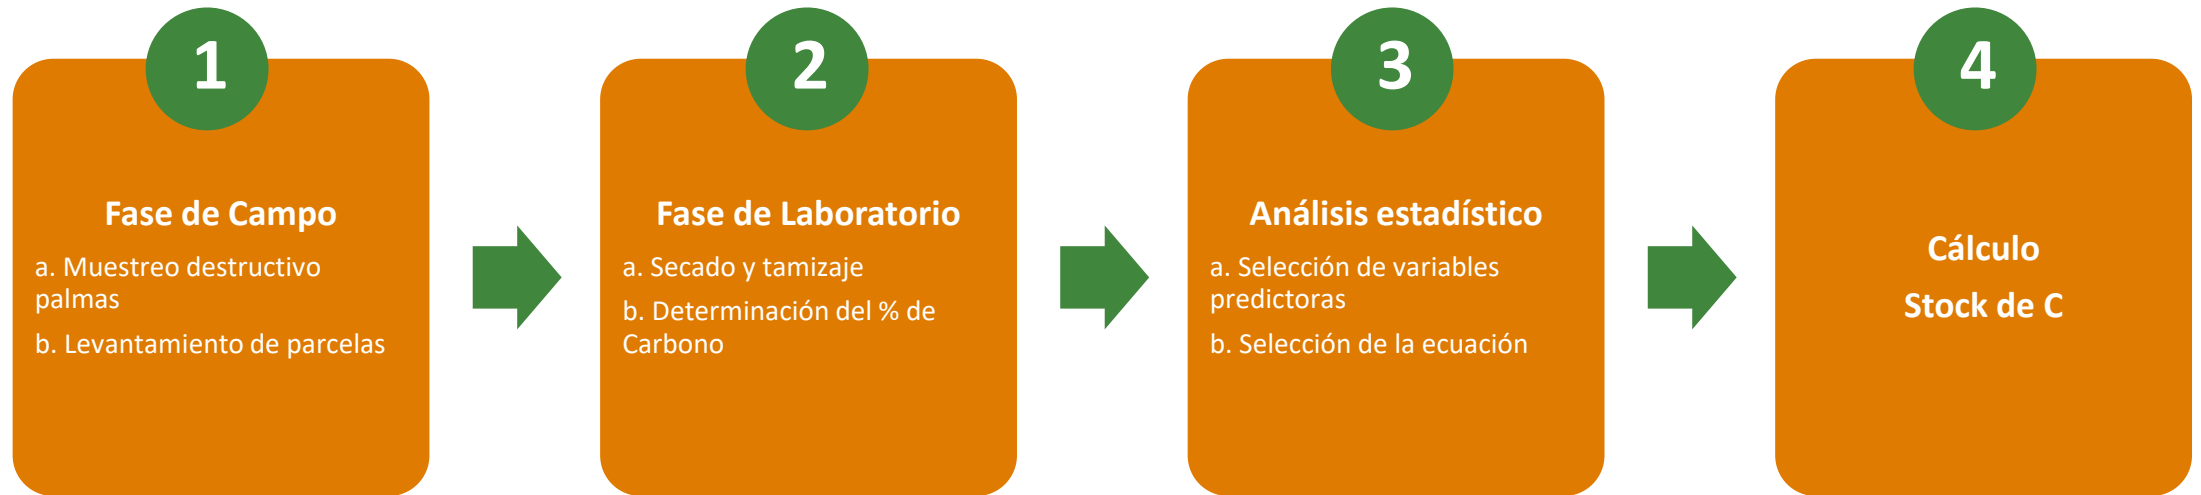 1
Fase de Campo
a. Muestreo destructivo
palmas
b. Levantamiento de parcelas
2
Fase de Laboratorio
a. Secado y tamizaje
b. Determinación del % de
Carbono
3
Análisis estadístico
a. Selección de variables
predictoras
b. Selección de la ecuación
4
Cálculo
Stock de C